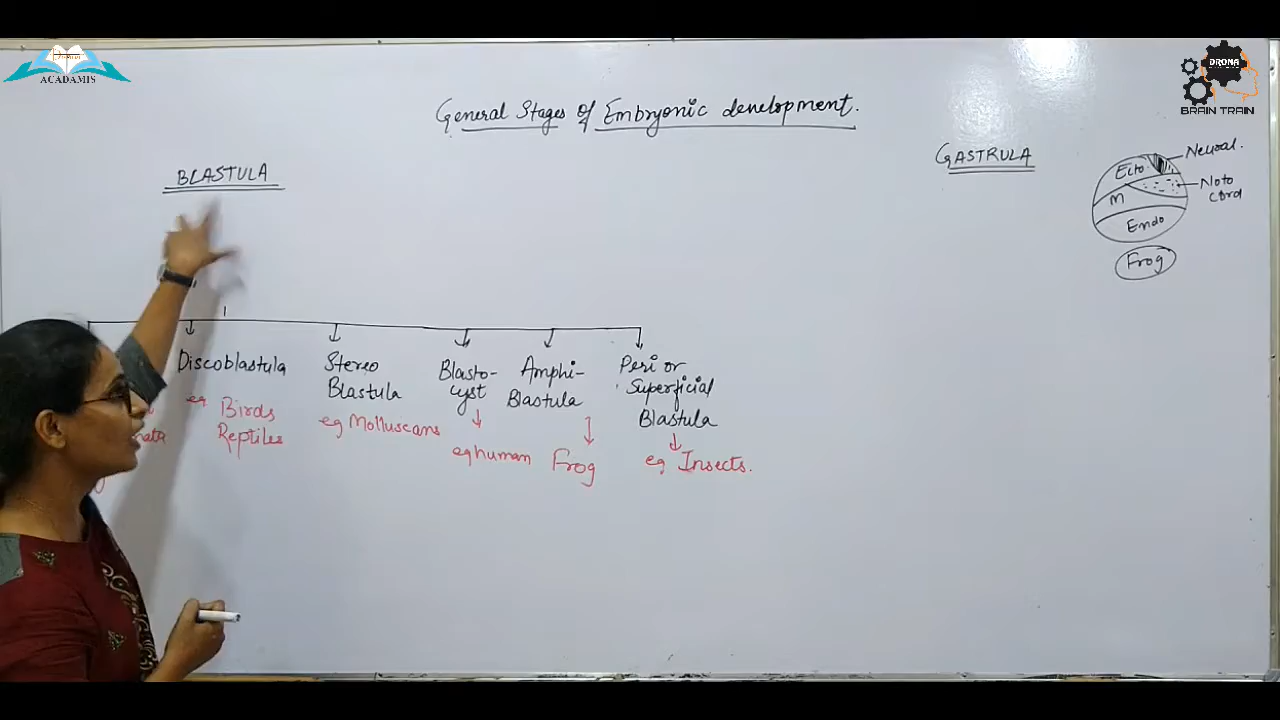 ACADAMIS
DRONA
BRAIN TRAIN
General Stages of Embryonic development.
BLASTULA
GASTRULA
Ecto
Neural.
M
Noto
cord
Endo
Frog
Discoblastula
eg Birds
Reptiles
Stereo
Blastula
eg Molluscans
Blasto-
cyst
eg human
Amphi-
Blastula
Frog
Peri or
Superficial
Blastula
eg Insects.